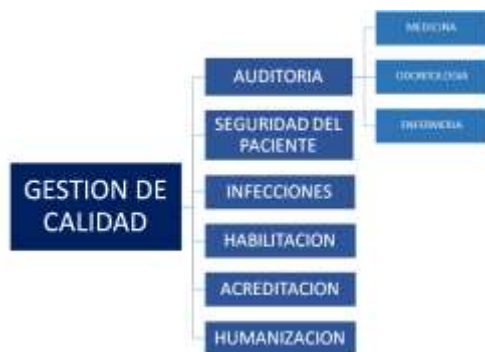 GESTION DE
CALIDAD
AUDITORIA
MEDICINA
ODONTOLOGIA
ENFERMERIA
SEGURIDAD DEL
PACIENTE
INFECCIONES
HABILITACION
ACREDITACION
HUMANIZACION